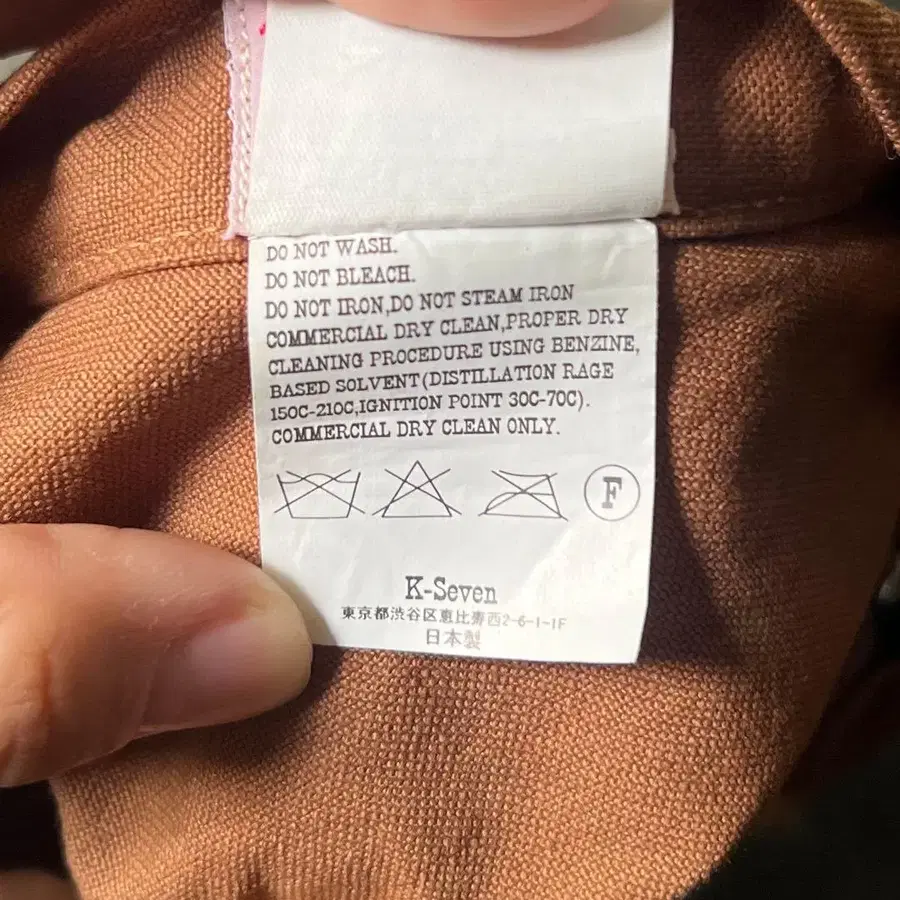 DO NOT WASH.
DO NOT BLEACH.
DO NOT IRON,DO NOT STEAM IRON
COMMERCIAL DRY CLEAN,PROPER DRY
CLEANING PROCEDURE USING BENZINE,
BASED SOLVENT(DISTILLATION RAGE
150C-210C,IGNITION POINT 30C-70C).
COMMERCIAL DRY CLEAN ONLY.
F
K-Seven
東京都渋谷区恵比寿西2-6-1-1F
日本製